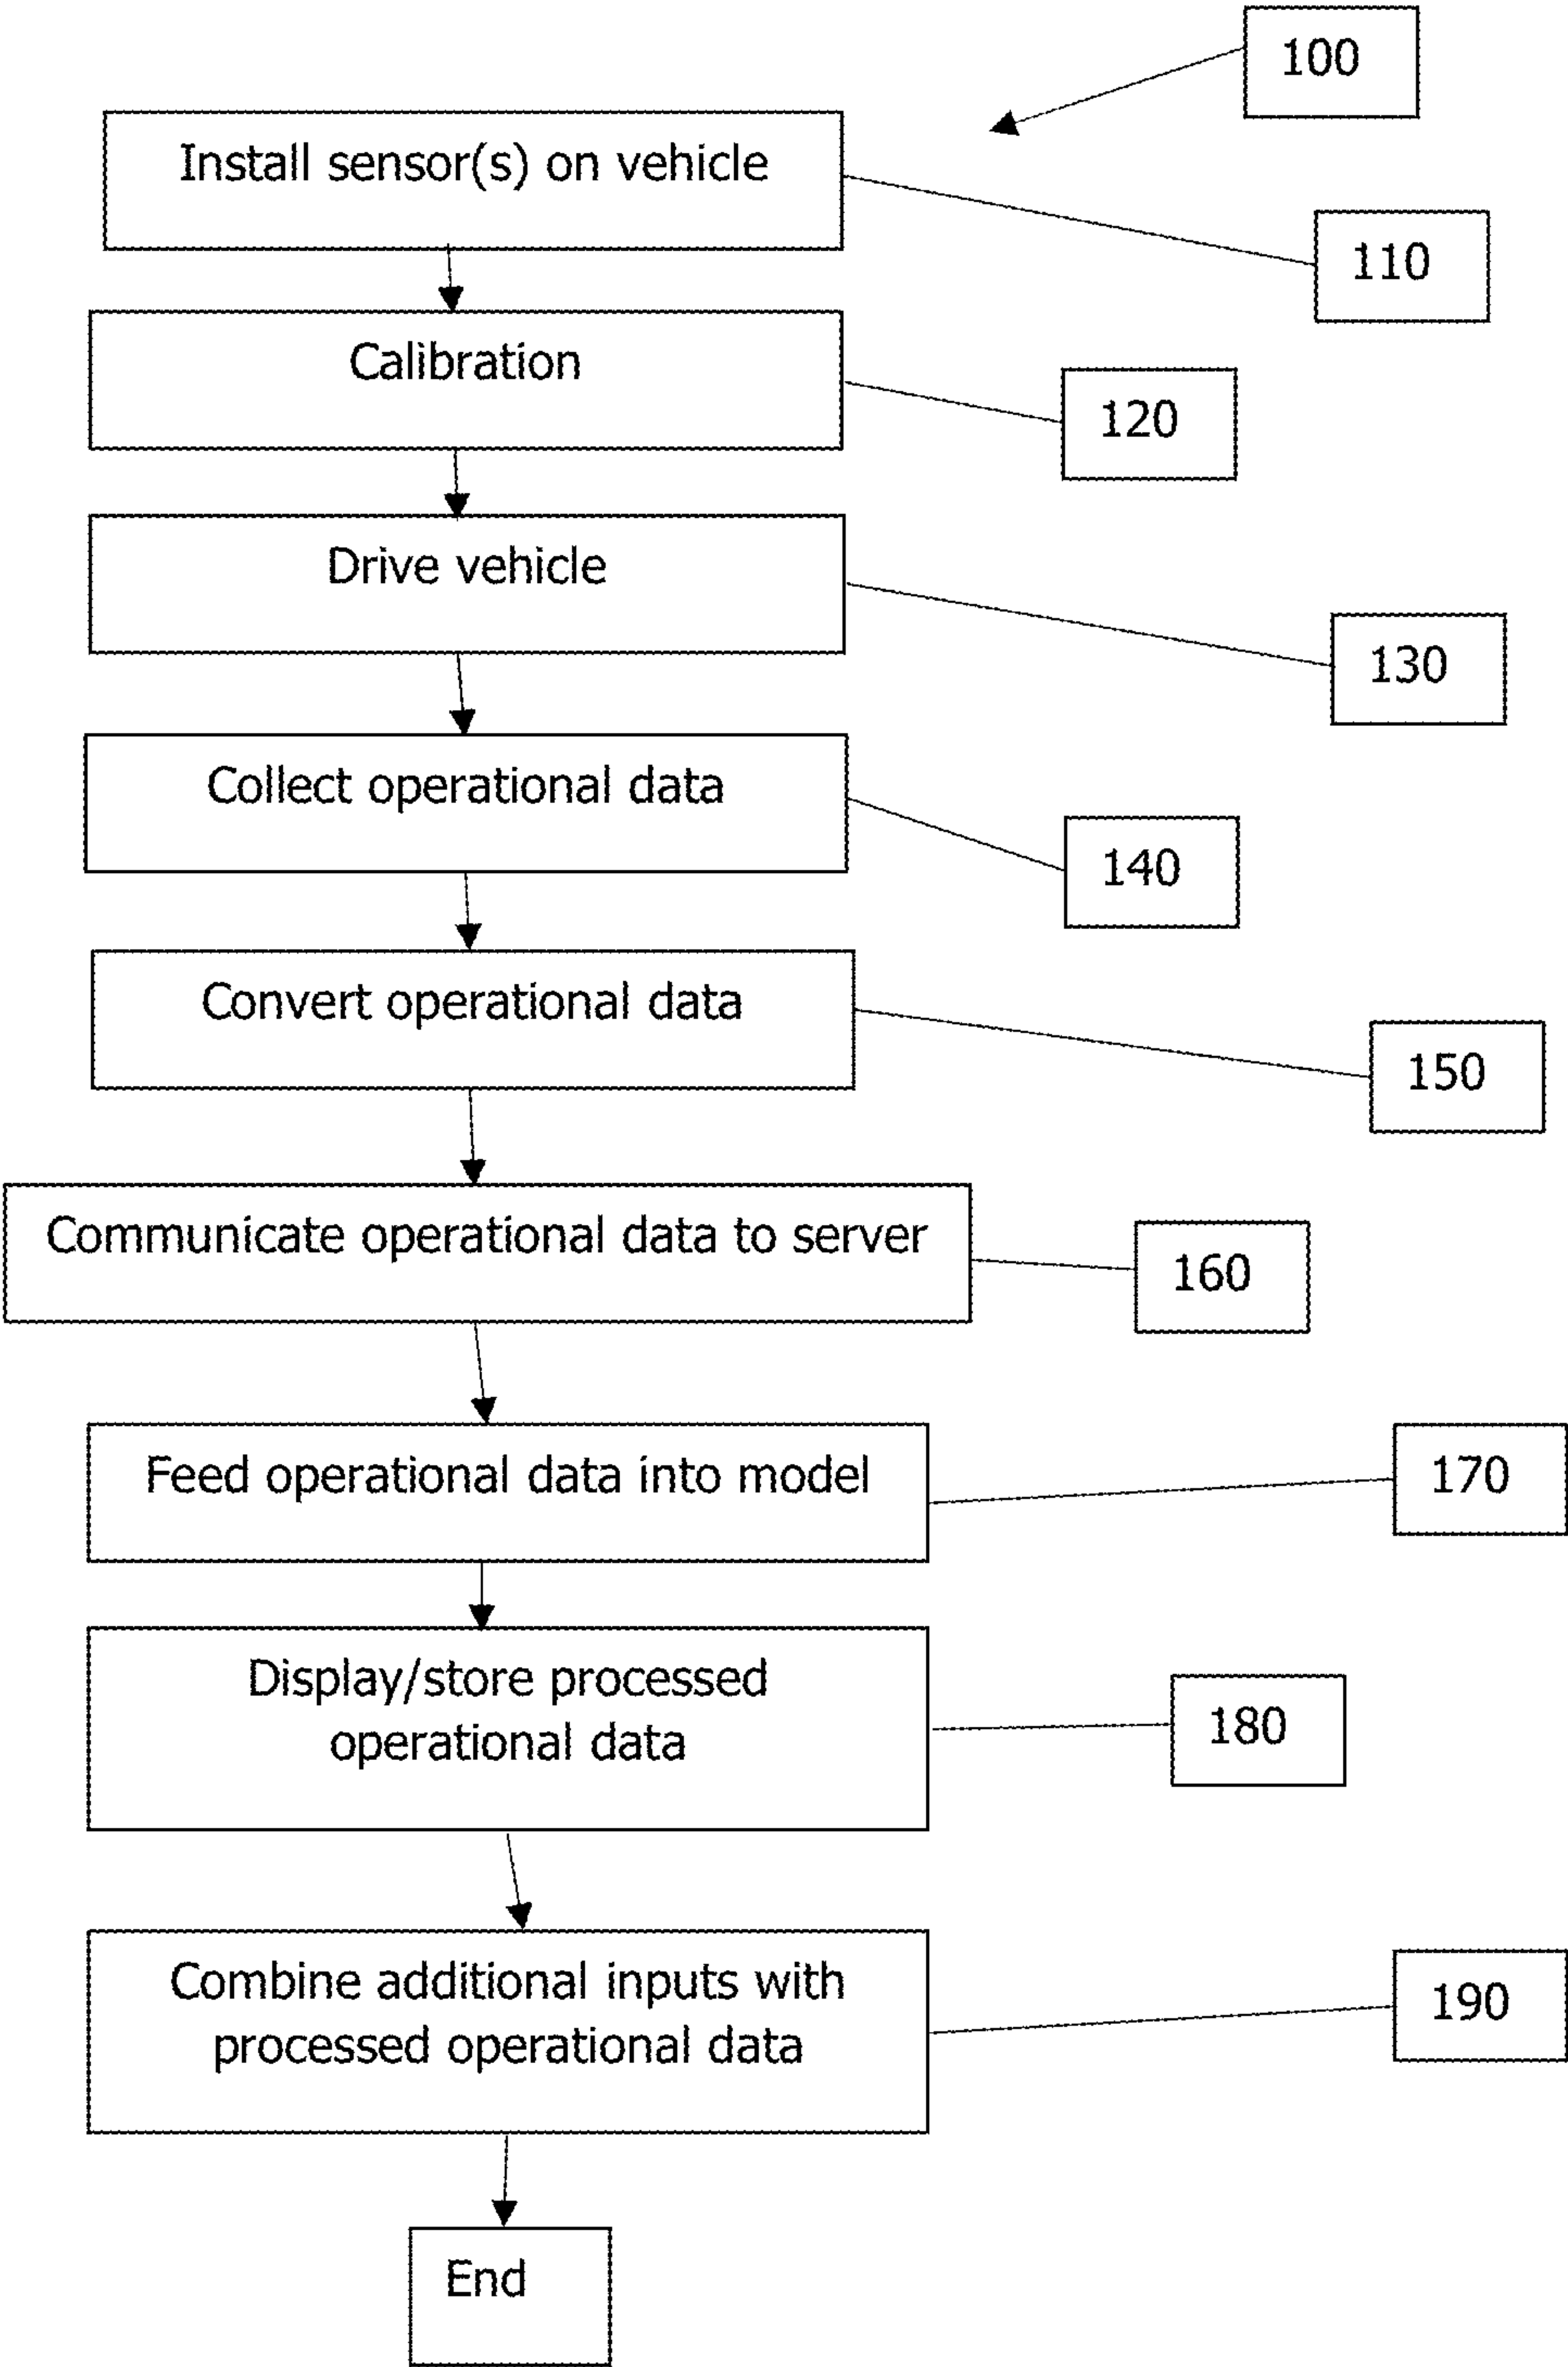 100
Install sensor(s) on vehicle
110
Calibration
120
Drive vehicle
130
Collect operational data
140
Convert operational data
150
Communicate operational data to server
160
Feed operational data into model
170
Display/store processed
operational data
180
Combine additional inputs with
processed operational data
190
End